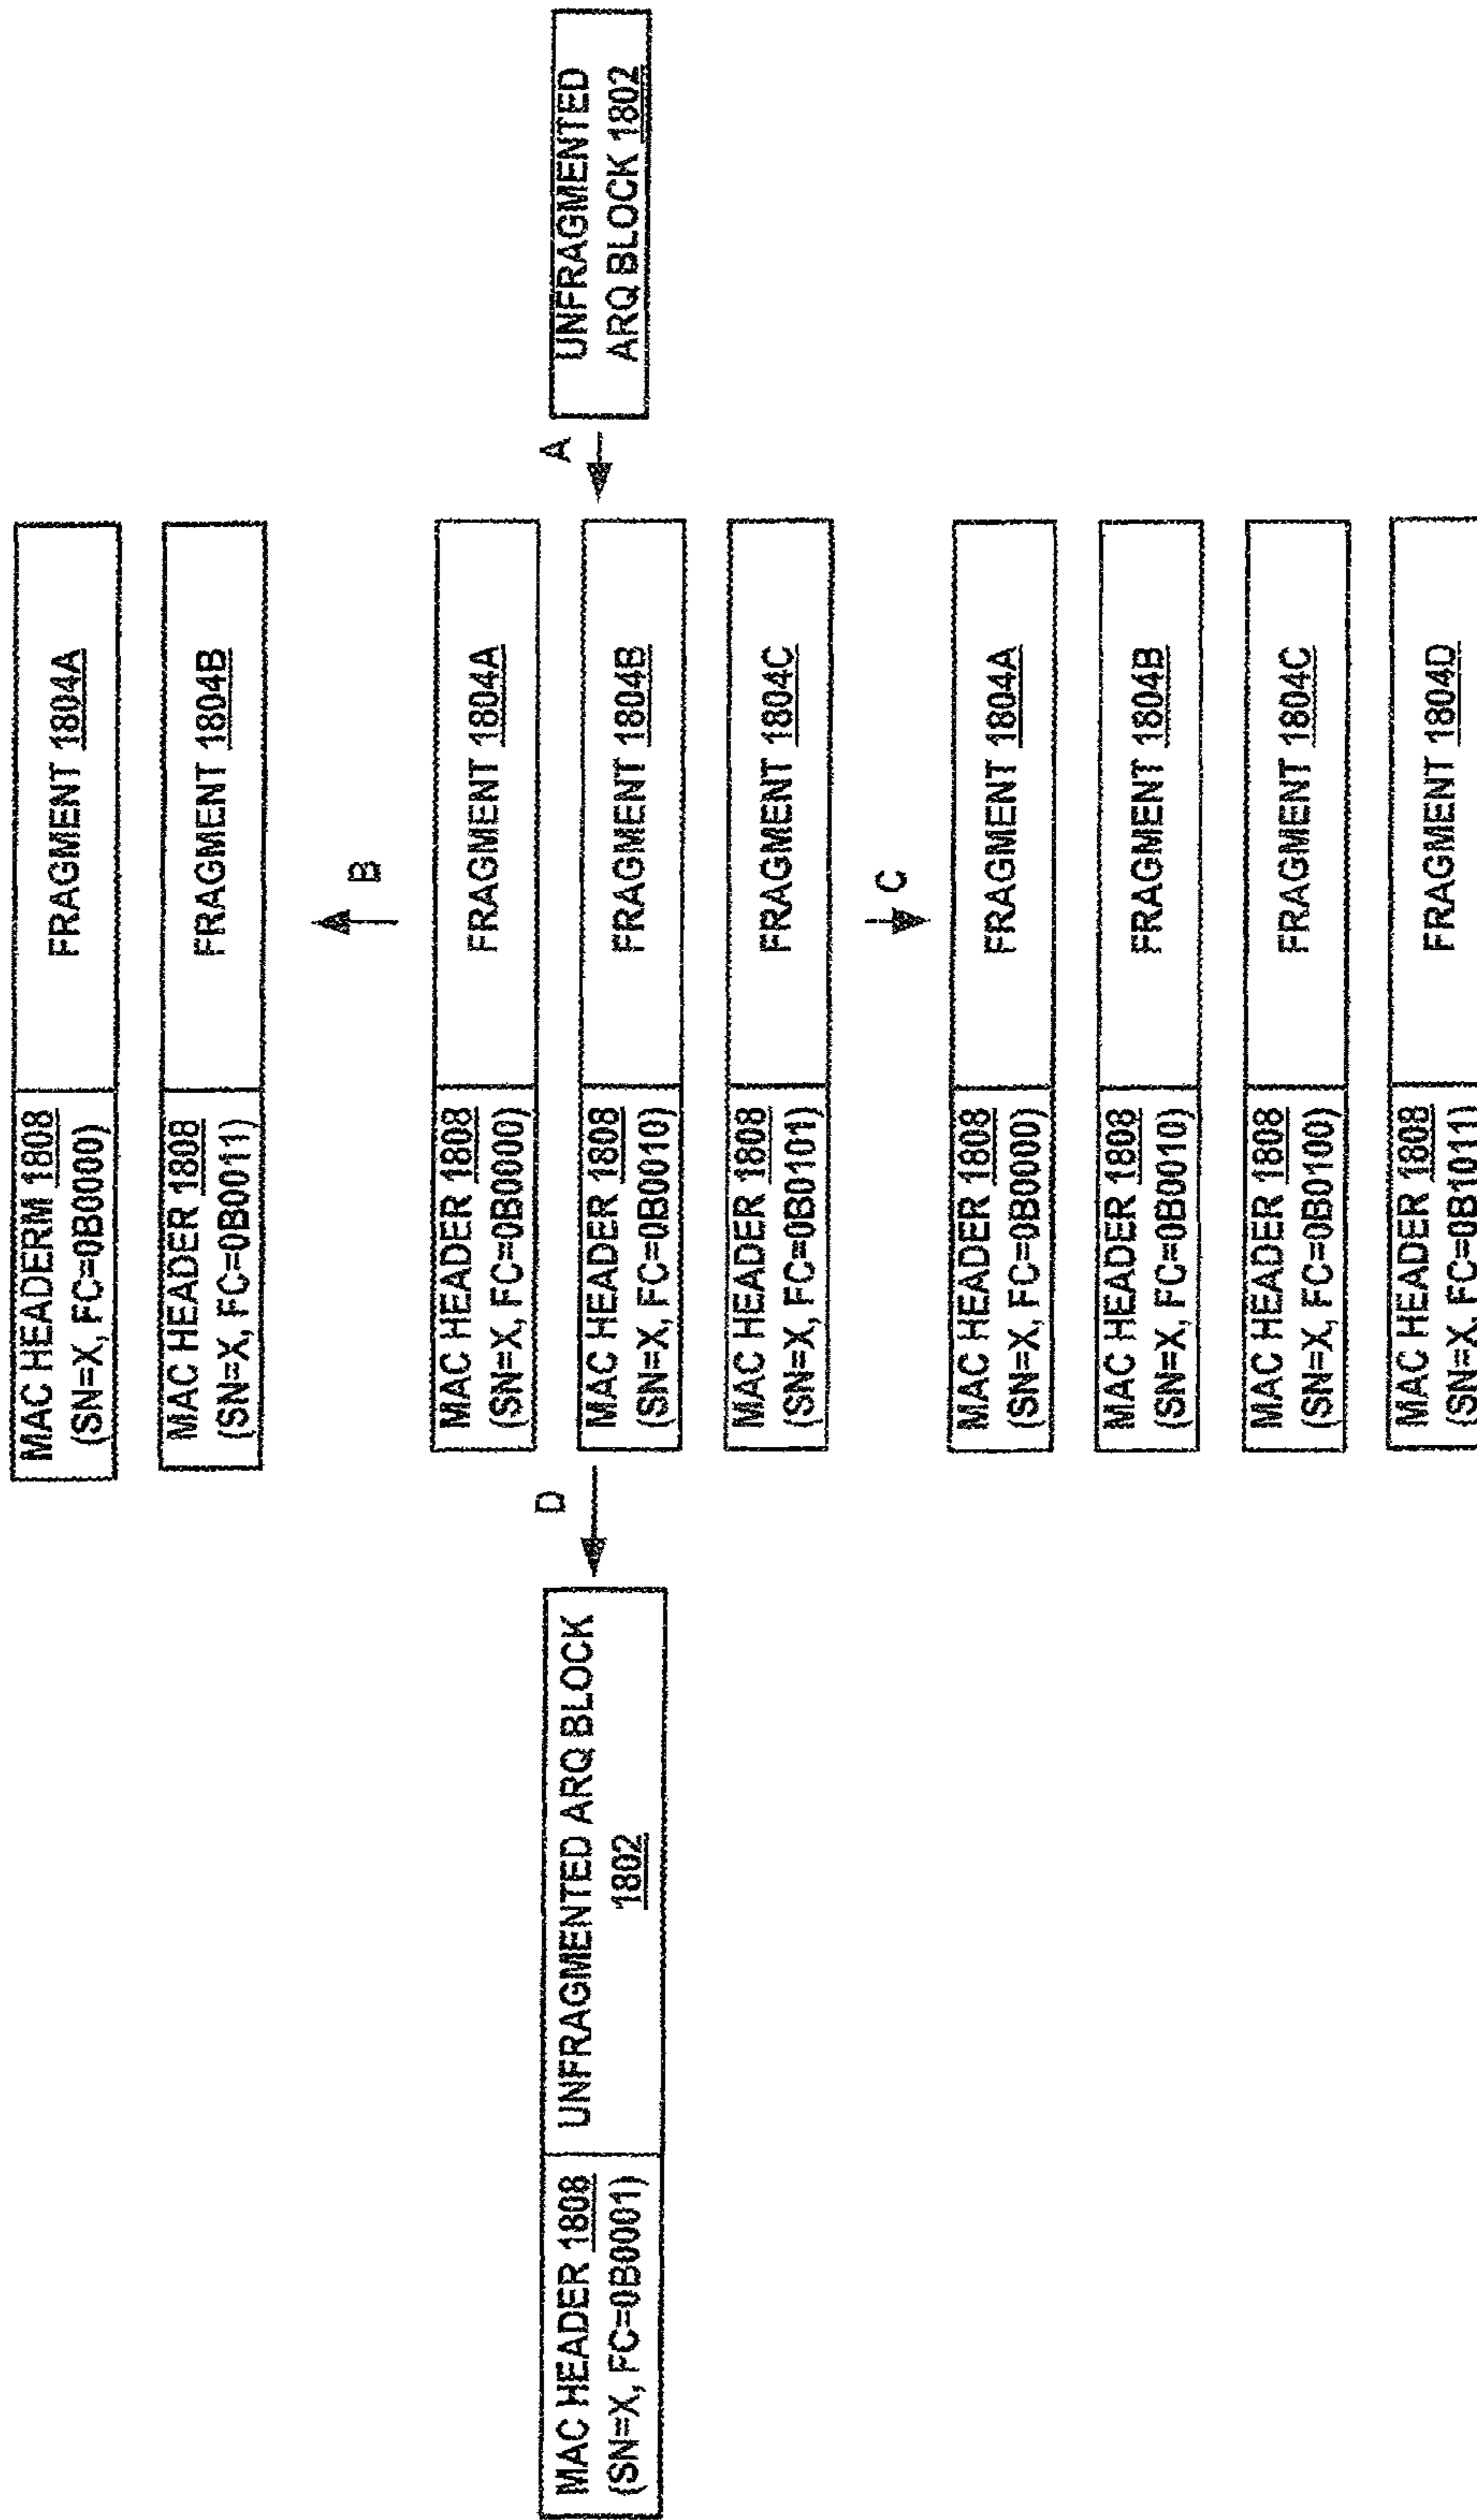 MAC HEADERM 1808
(SN=X, FC=0B0000)
FRAGMENT 1804A
MAC HEADER 1808
(SN=X, FC=0B0011)
FRAGMENT 1804B
B
MAC HEADER 1808
(SN=X, FC=0B0001)
UNFRAGMENTED ARQ BLOCK
1802
D
MAC HEADER 1808
(SN=X, FC=0B0000)
FRAGMENT 1804A
MAC HEADER 1808
(SN=X, FC=0B0010)
FRAGMENT 1804B
MAC HEADER 1808
(SN=X, FC=0B0101)
FRAGMENT 1804C
A
UNFRAGMENTED
ARQ BLOCK 1802
C
MAC HEADER 1808
(SN=X, FC=0B0000)
FRAGMENT 1804A
MAC HEADER 1808
(SN=X, FC=0B0010)
FRAGMENT 1804B
MAC HEADER 1808
(SN=X, FC=0B0100)
FRAGMENT 1804C
MAC HEADER 1808
(SN=X, FC=0B1011)
FRAGMENT 1804D